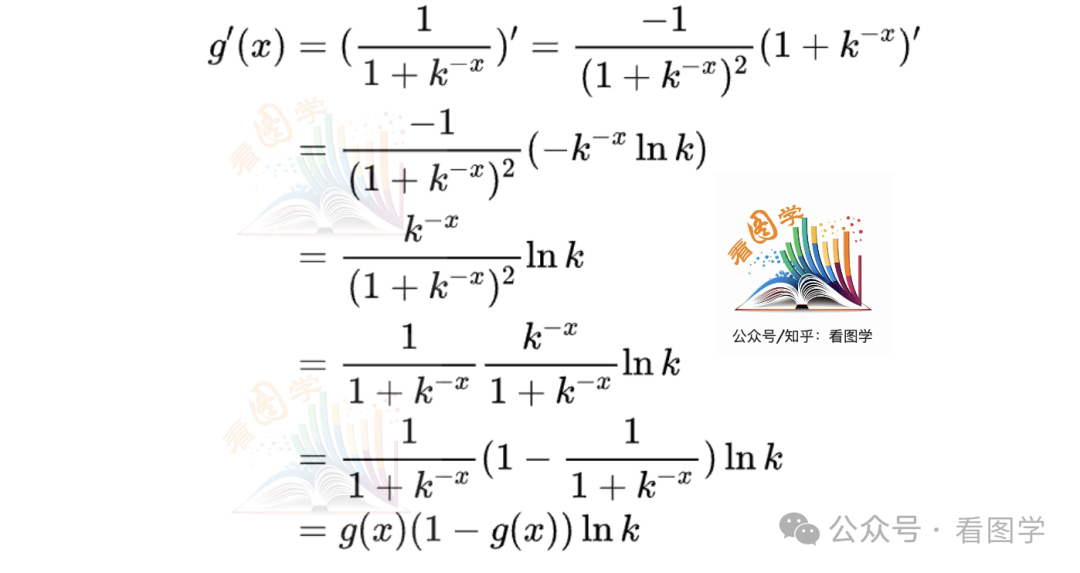 g′(x) = (\frac{1}{1 + k^{−x}})′ = \frac{−1}{(1 + k^{−x})^2}(1 + k^{−x})′
= \frac{−1}{(1 + k^{−x})^2}(−k^{−x} ln k)
= \frac{k^{−x}}{(1 + k^{−x})^2} ln k
= \frac{1}{1 + k^{−x}} \frac{k^{−x}}{1 + k^{−x}} ln k
= \frac{1}{1 + k^{−x}}(1 − \frac{1}{1 + k^{−x}}) ln k
= g(x)(1 − g(x)) ln k
看图学
看图学
看图学
公众号/知乎：看图学
公众号 · 看图学